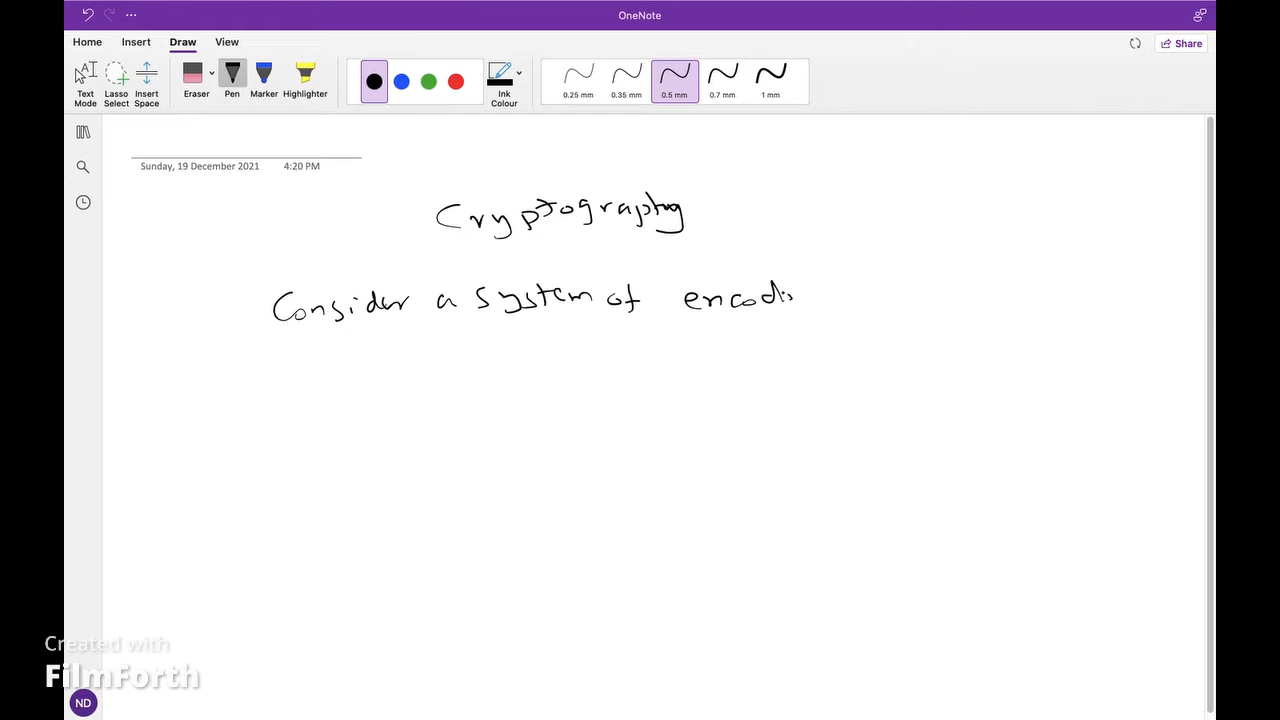 OneNote
Home Insert Draw View
Share
Text Mode
Lasso Select
Insert Space
Eraser
Pen
Marker
Highlighter
Ink Colour
0.25 mm
0.35 mm
0.5 mm
0.7 mm
1 mm
Sunday, 19 December 2021 4:20 PM
Cryptography
Consider a system of encodi
Created with
FilmForth
ND